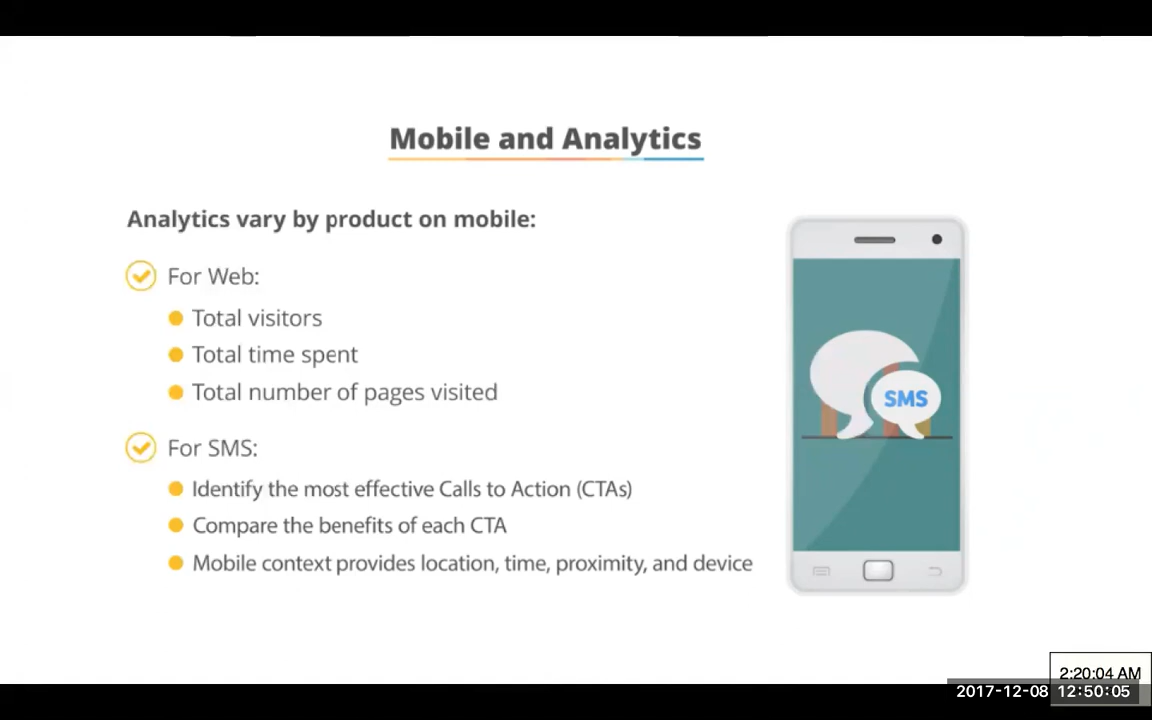 Mobile and Analytics
Analytics vary by product on mobile:
For Web:
Total visitors
Total time spent
Total number of pages visited
For SMS:
Identify the most effective Calls to Action (CTAs)
Compare the benefits of each CTA
Mobile context provides location, time, proximity, and device
SMS
2:20:04 AM
2017-12-08 12:50:05